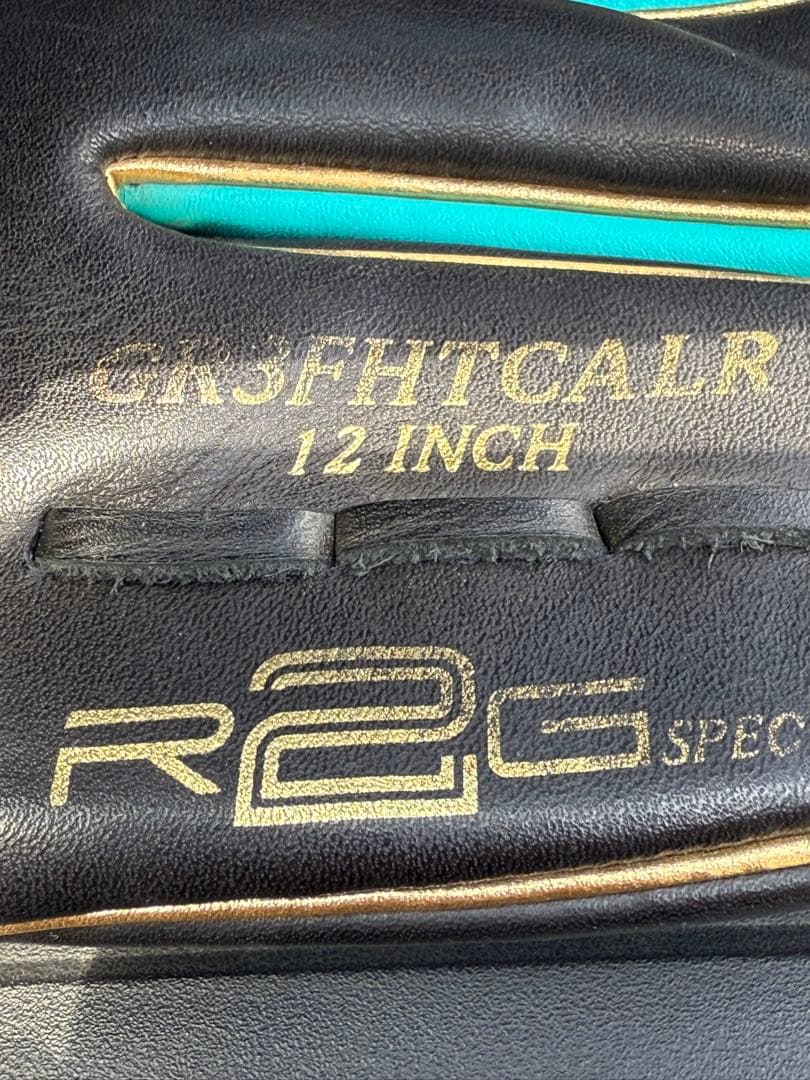 GR3FHTCALR
12 INCH
R2G SPEC